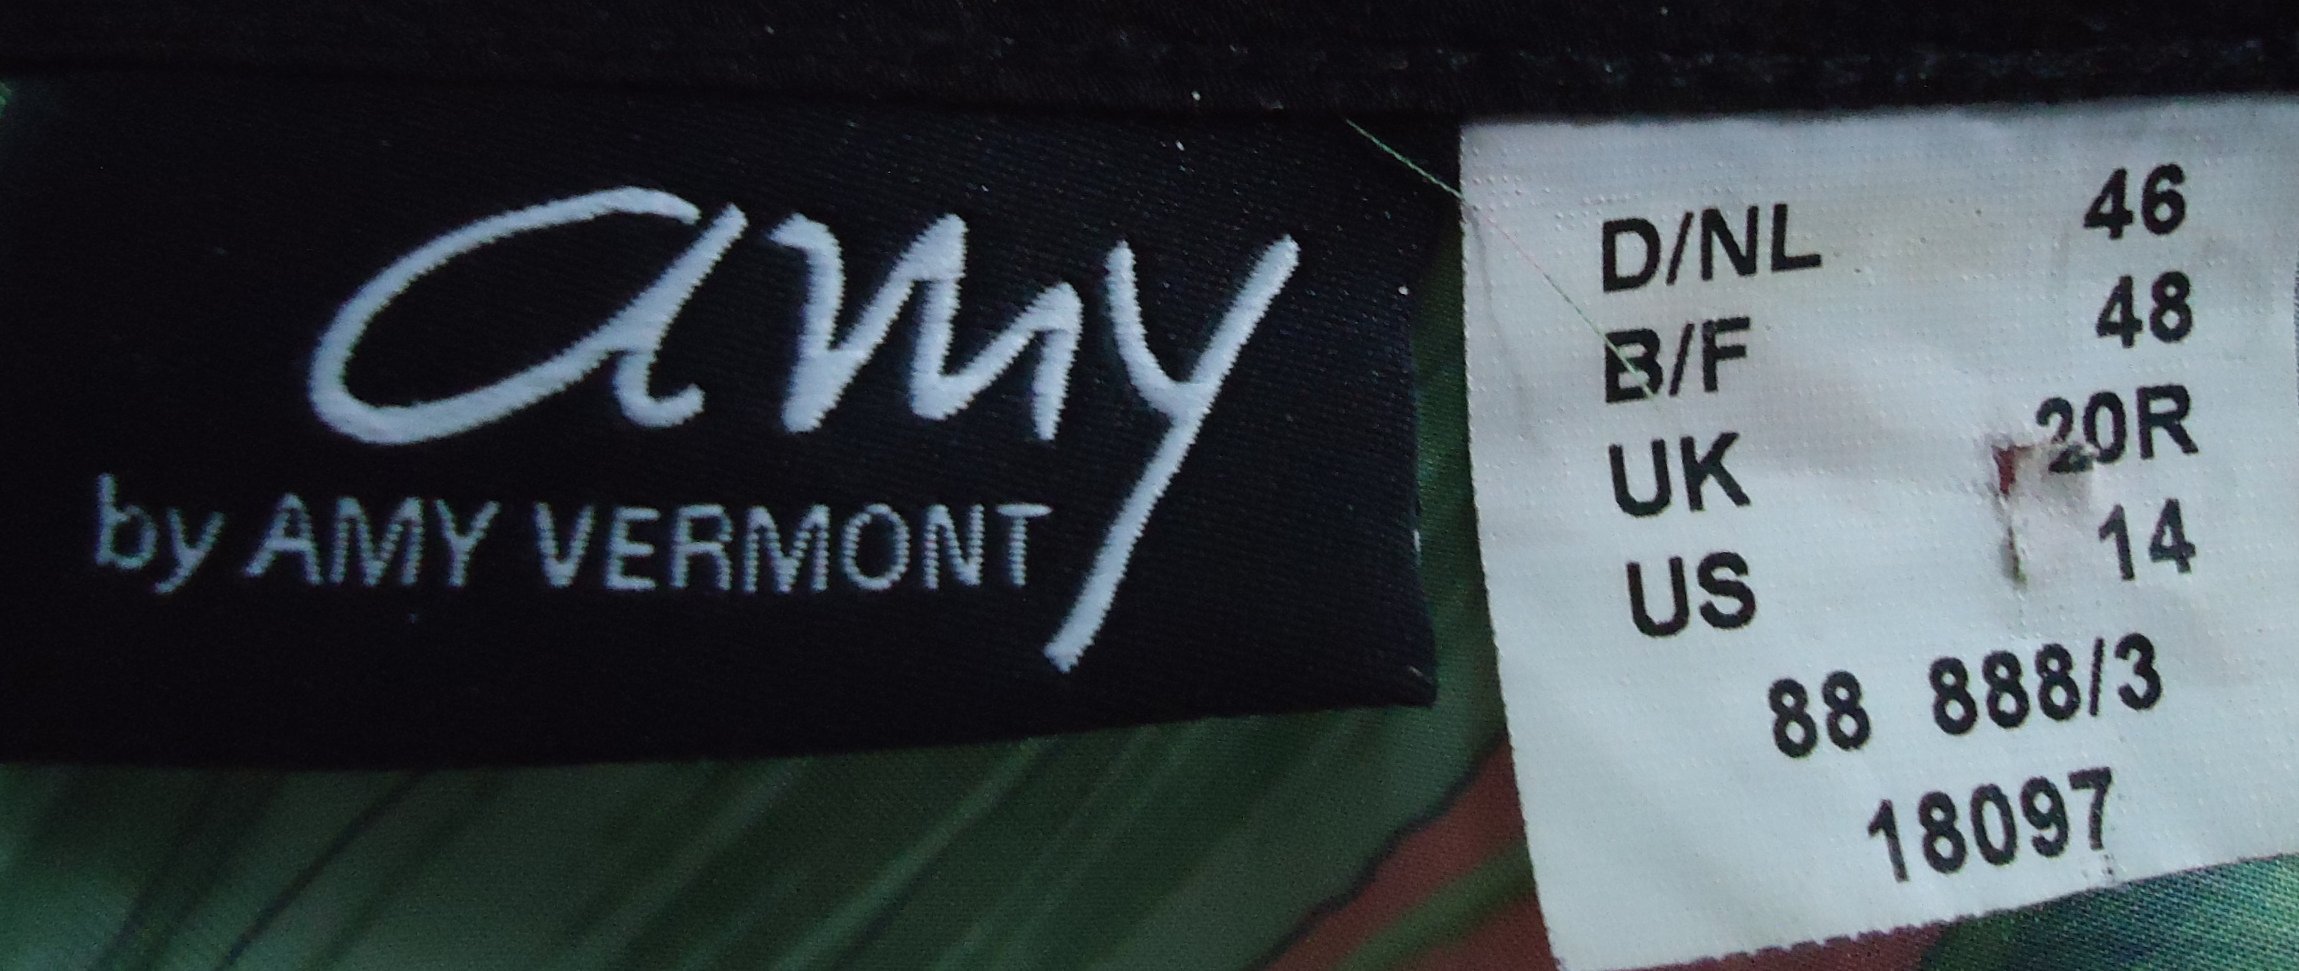 amy
by AMY VERMONT
D/NL 46
B/F 48
UK 20R
US 14
88 888/3
18097